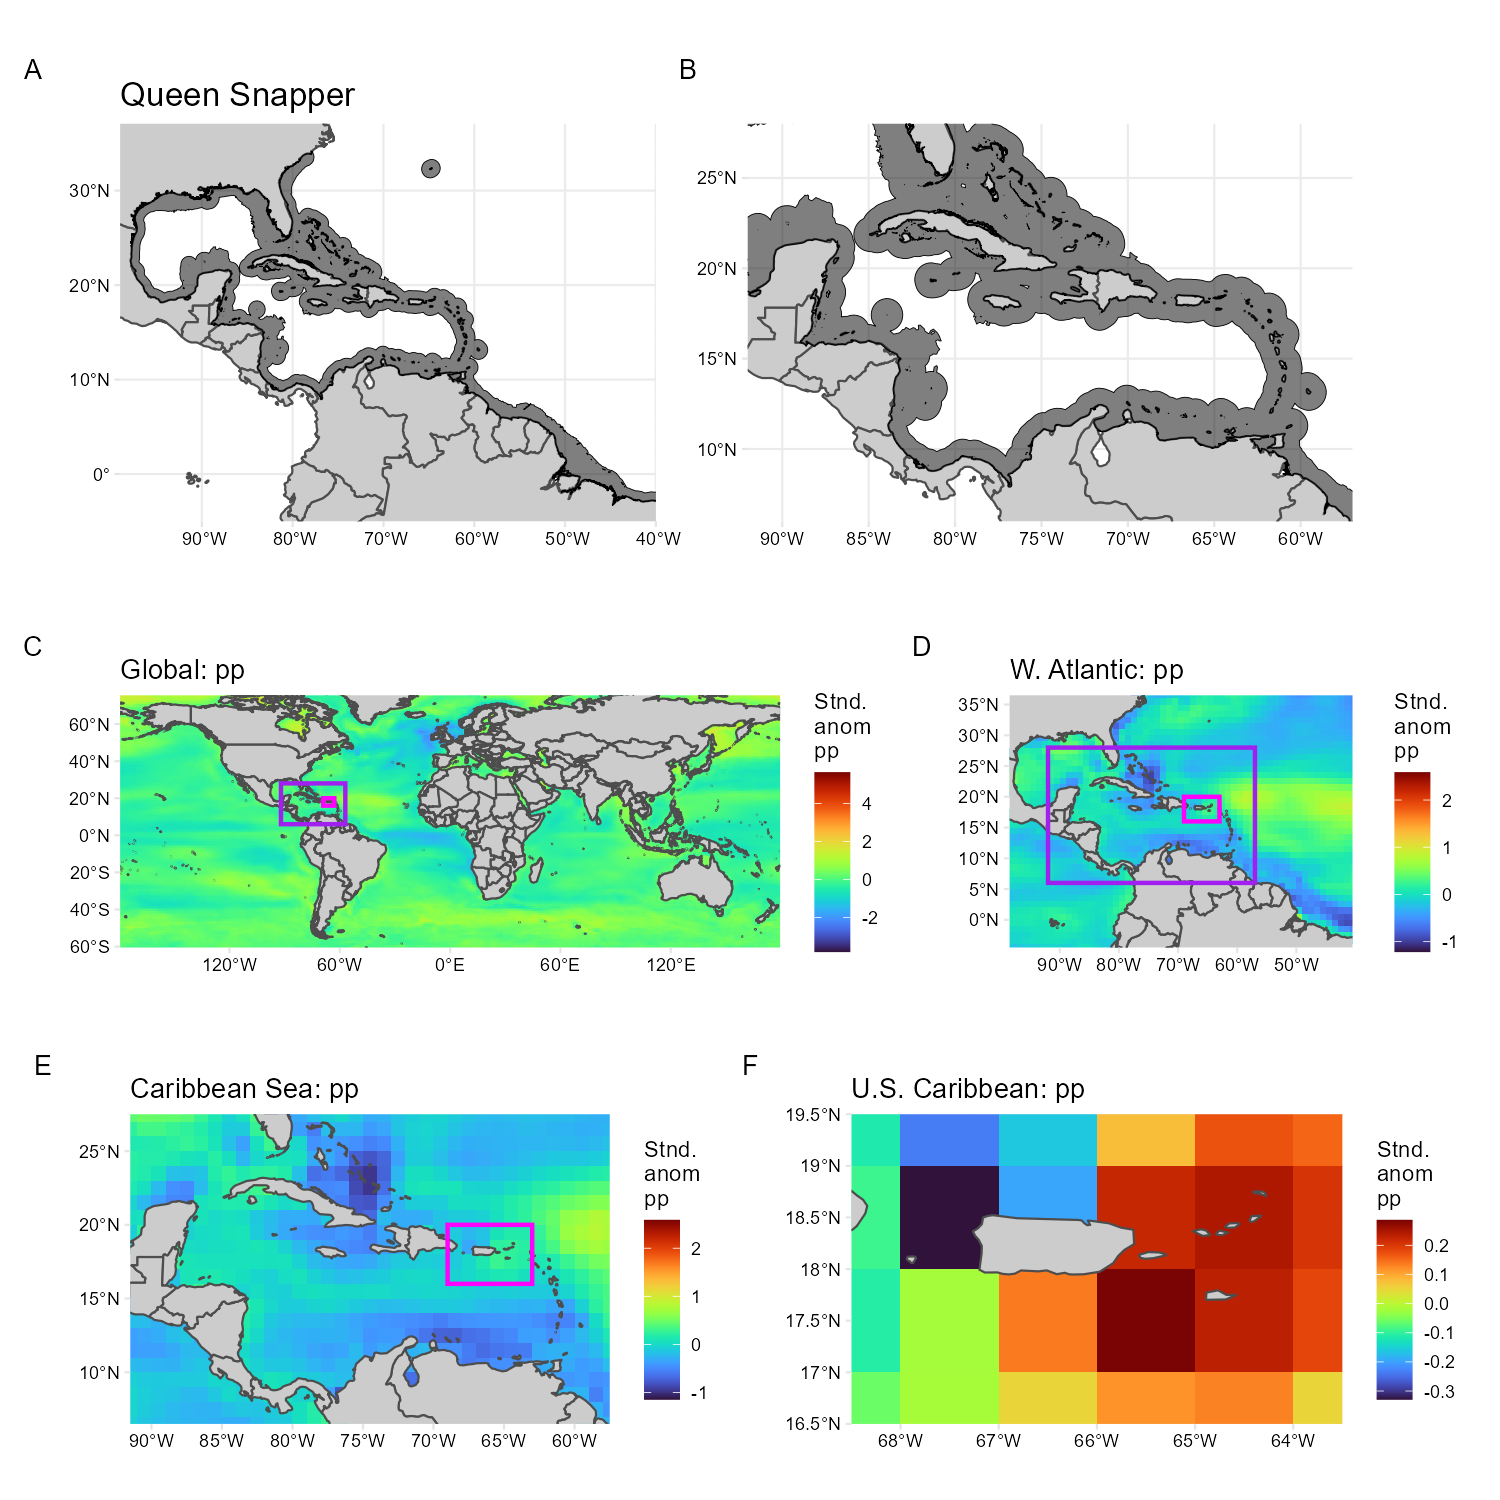 A
B
Queen Snapper
30°N
20°N
10°N
0°
90°W
80°W
70°W
60°W
50°W
40°W
25°N
20°N
15°N
10°N
90°W
85°W
80°W
75°W
70°W
65°W
60°W
C
Global: pp
60°N
40°N
20°N
0°N
20°S
40°S
60°S
120°W
60°W
0°E
60°E
120°E
Stnd.
anom
pp
4
2
0
-2
D
W. Atlantic: pp
35°N
30°N
25°N
20°N
15°N
10°N
5°N
0°N
90°W
80°W
70°W
60°W
50°W
Stnd.
anom
pp
2
1
0
-1
E
Caribbean Sea: pp
25°N
20°N
15°N
10°N
90°W
85°W
80°W
75°W
70°W
65°W
60°W
Stnd.
anom
pp
2
1
0
-1
F
U.S. Caribbean: pp
19.5°N
19°N
18.5°N
18°N
17.5°N
17°N
16.5°N
68°W
67°W
66°W
65°W
64°W
Stnd.
anom
pp
0.2
0.1
0.0
-0.1
-0.2
-0.3